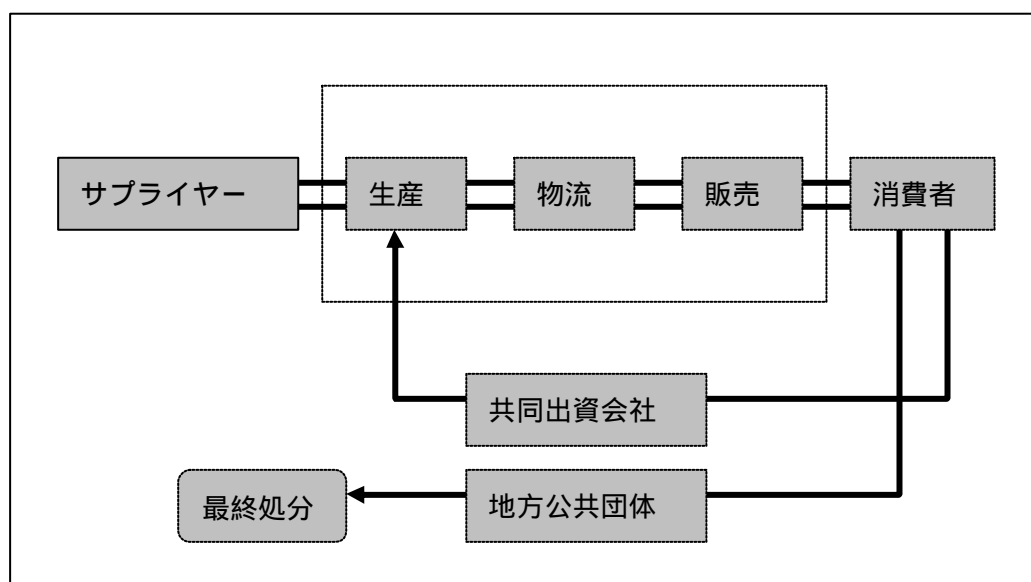 サプライヤー
生産
物流
販売
消費者
共同出資会社
地方公共団体
最終処分